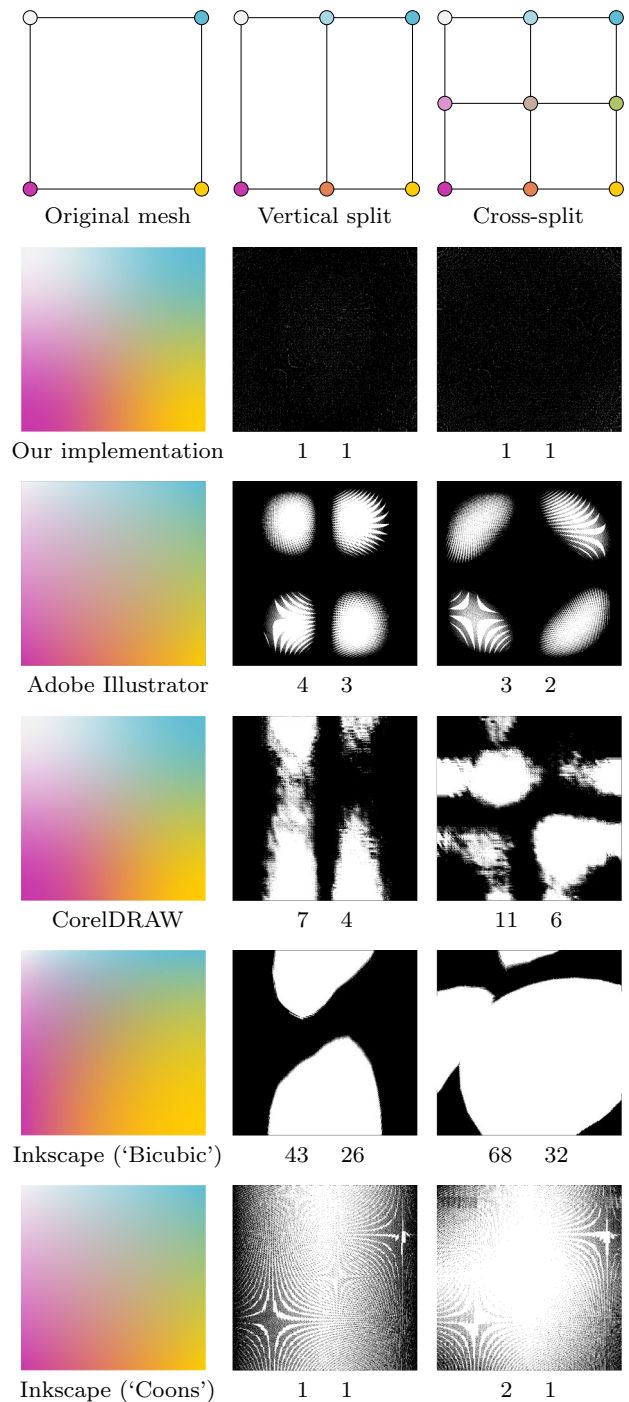 Original mesh Vertical split Cross-split
Our implementation 1 1 1 1
Adobe Illustrator 4 3 3 2
CorelDRAW 7 4 11 6
Inkscape (‘Bicubic’) 43 26 68 32
Inkscape (‘Coons’) 1 1 2 1